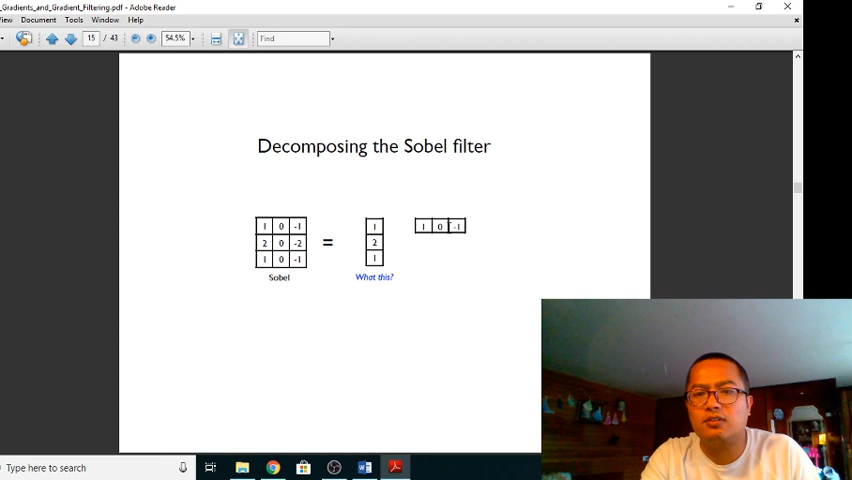 _Gradients_and_Gradient_Filtering.pdf - Adobe Reader
View Document Tools Window Help
15 / 43 54.5% Find
Decomposing the Sobel filter
1 0 -1
2 0 -2
1 0 -1
Sobel
=
1
2
1
What this?
1 0 -1
Type here to search